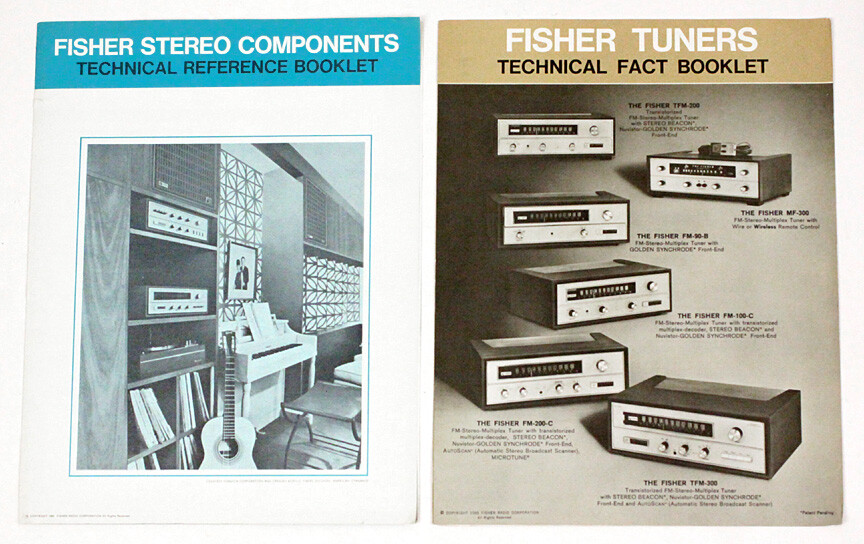 FISHER STEREO COMPONENTS
TECHNICAL REFERENCE BOOKLET
FISHER TUNERS
TECHNICAL FACT BOOKLET
THE FISHER TFM-200
Transistorized
FM-Stereo-Multiplex Tuner
with STEREO BEACON*,
Nuvistor-GOLDEN SYNCHRODE*
Front-End
THE FISHER MF-300
FM-Stereo-Multiplex Tuner with
Wire or Wireless Remote Control
THE FISHER FM-90-B
FM-Stereo-Multiplex Tuner with
GOLDEN SYNCHRODE* Front-End
THE FISHER FM-100-C
FM-Stereo-Multiplex Tuner with transistorized
multiplex-decoder, STEREO BEACON* and
Nuvistor-GOLDEN SYNCHRODE* Front-End
THE FISHER FM-200-C
FM-Stereo-Multiplex Tuner with transistorized
multiplex-decoder, STEREO BEACON*,
Nuvistor-GOLDEN SYNCHRODE* Front-End,
AUTOSCAN* (Automatic Stereo Broadcast Scanner),
MICROTUNE*
THE FISHER TFM-300
Transistorized FM-Stereo-Multiplex Tuner
with STEREO BEACON*, Nuvistor-GOLDEN SYNCHRODE*
Front-End and AUTOSCAN* (Automatic Stereo Broadcast Scanner)
FISHER RADIO CORPORATION
All Rights Reserved
*Patent Pending